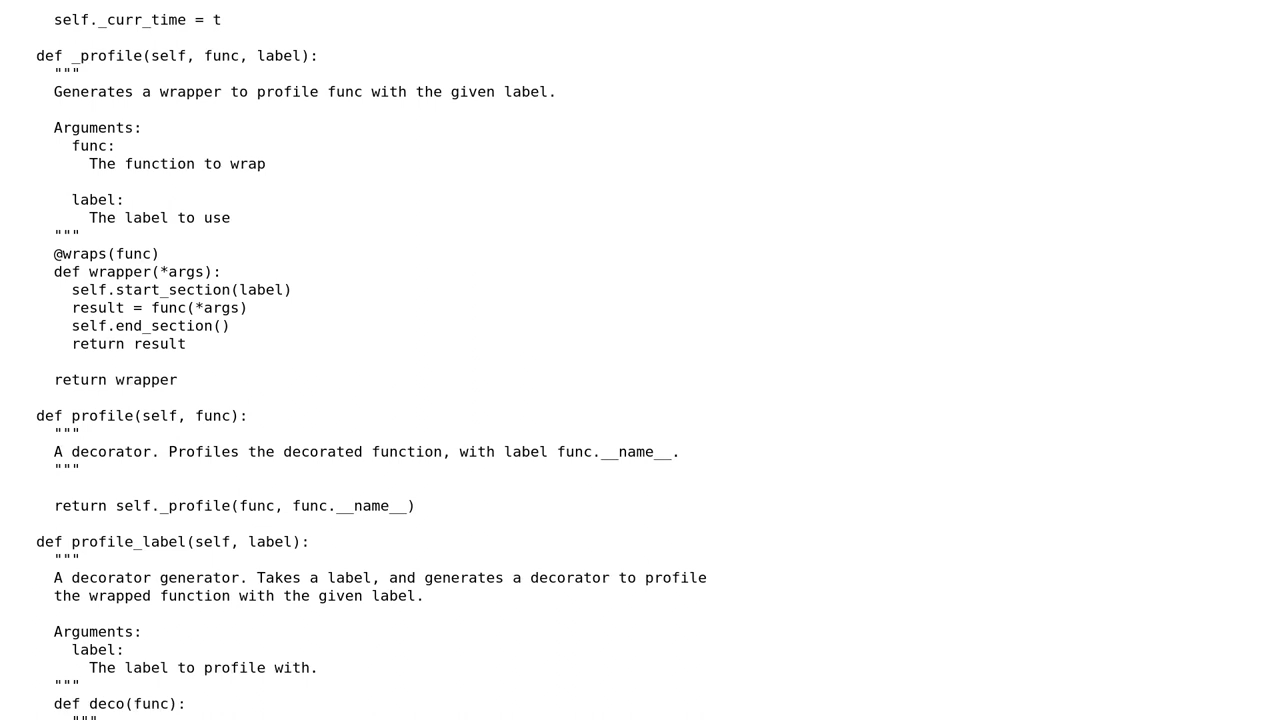 self._curr_time = t

  def _profile(self, func, label):
    """
    Generates a wrapper to profile func with the given label.

    Arguments:
      func:
        The function to wrap

      label:
        The label to use
    """
    @wraps(func)
    def wrapper(*args):
      self.start_section(label)
      result = func(*args)
      self.end_section()
      return result

    return wrapper

  def profile(self, func):
    """
    A decorator. Profiles the decorated function, with label func.__name__.
    """

    return self._profile(func, func.__name__)

  def profile_label(self, label):
    """
    A decorator generator. Takes a label, and generates a decorator to profile
    the wrapped function with the given label.

    Arguments:
      label:
        The label to profile with.
    """
    def deco(func):
      """